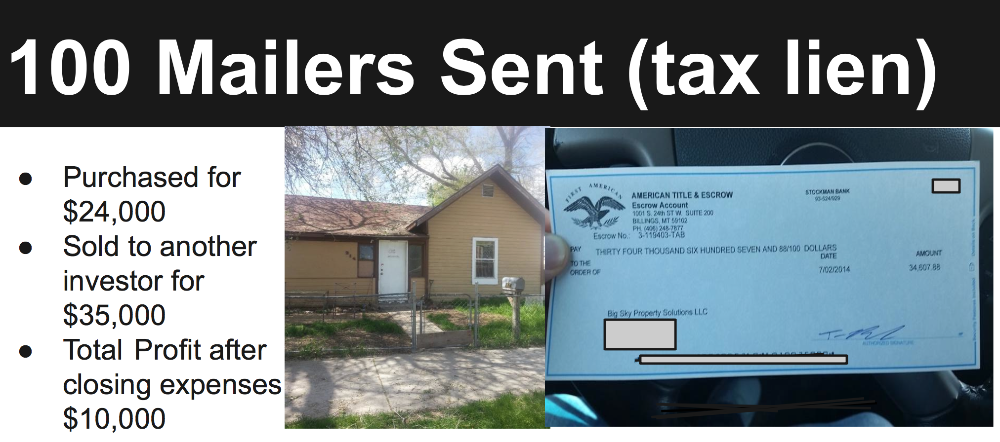 100 Mailers Sent (tax lien)
● Purchased for
$24,000
● Sold to another
investor for
$35,000
● Total Profit after
closing expenses
$10,000
214
FIRST AMERICAN
AMERICAN TITLE & ESCROW
Escrow Account
1001 S. 24th ST W. SUITE 200
BILLINGS, MT 59102
PH. (406) 248-7877
Escrow No.: 3-119403-TAB
STOCKMAN BANK
93-524/929
PAY THIRTY FOUR THOUSAND SIX HUNDRED SEVEN AND 88/100 DOLLARS
TO THE
ORDER OF
DATE
7/02/2014
AMOUNT
34,607.88
Big Sky Property Solutions LLC
AUTHORIZED SIGNATURE
Details on Back